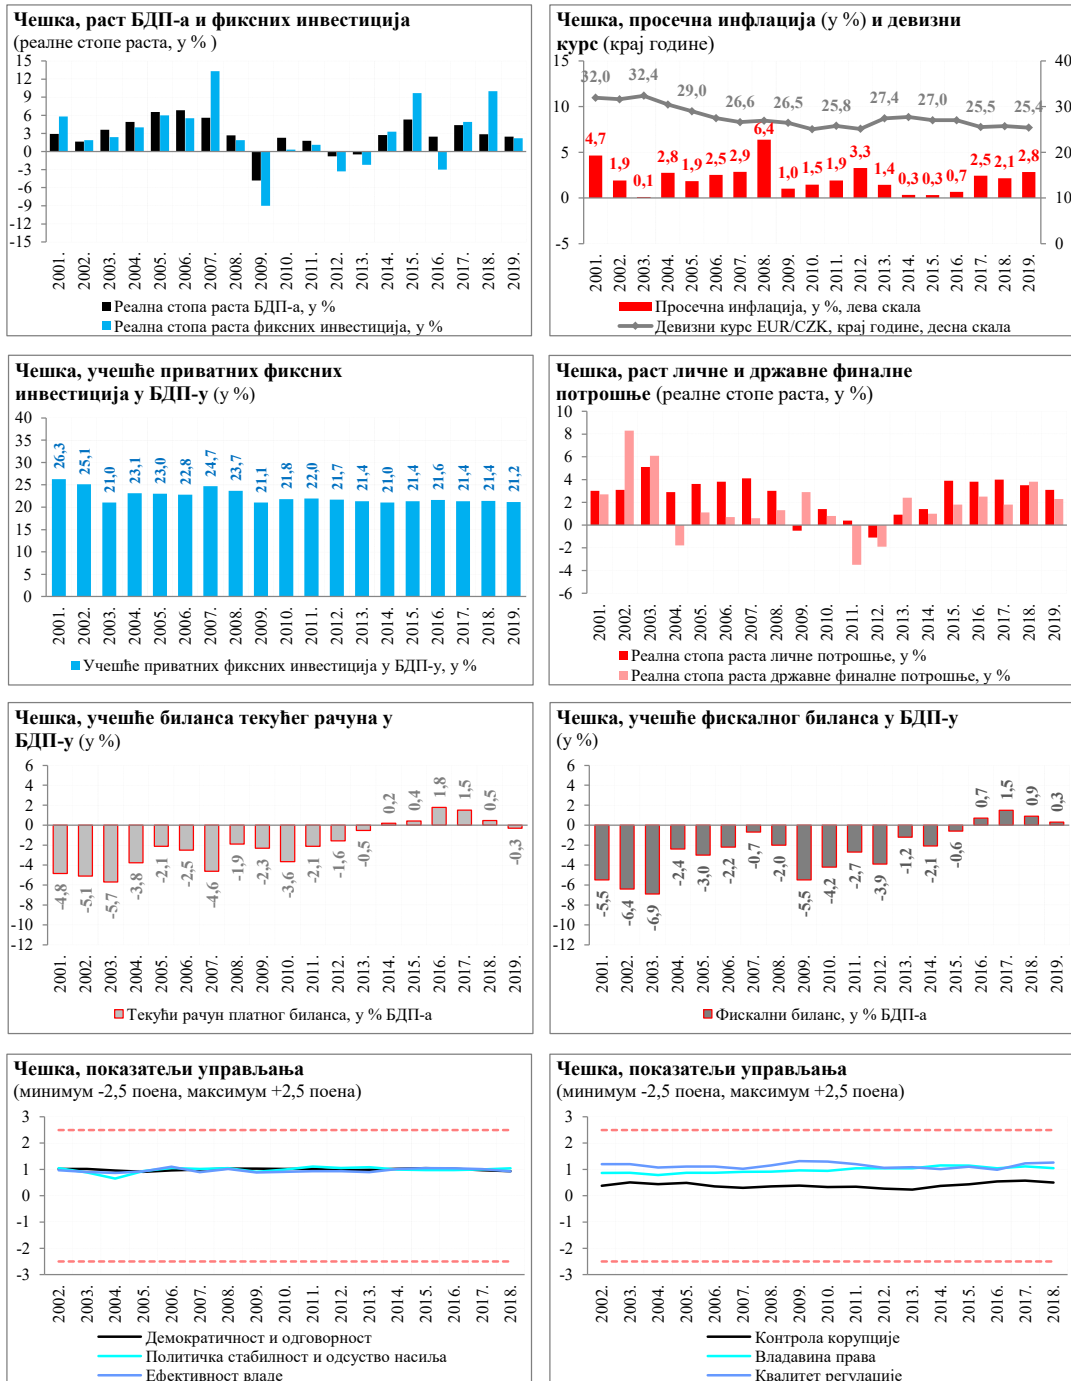 Чешка, раст БДП-а и фиксних инвестиција
(реалне стопе раста, у % )
15
12
9
6
3
0
-3
-6
-9
-12
-15
2001. 2002. 2003. 2004. 2005. 2006. 2007. 2008. 2009. 2010. 2011. 2012. 2013. 2014. 2015. 2016. 2017. 2018. 2019.
Реална стопа раста БДП-а, у %
Реална стопа раста фиксних инвестиција, у %
Чешка, просечна инфлација (у %) и девизни
курс (крај године)
15
10
5
0
-5
40
30
20
10
0
32,0 32,4 29,0 26,6 26,5 25,8 27,4 27,0 25,5 25,4
4,7 1,9 0,1 2,8 1,9 2,5 2,9 6,4 1,0 1,5 1,9 3,3 1,4 0,3 0,3 0,7 2,5 2,1 2,8
2001. 2002. 2003. 2004. 2005. 2006. 2007. 2008. 2009. 2010. 2011. 2012. 2013. 2014. 2015. 2016. 2017. 2018. 2019.
Просечна инфлација, у %, лева скала
Девизни курс EUR/CZK, крај године, десна скала
Чешка, учешће приватних фиксних
инвестиција у БДП-у (у %)
40
35
30
25
20
15
10
5
0
26,3 25,1 21,0 23,1 23,0 22,8 24,7 23,7 21,1 21,8 22,0 21,7 21,4 21,0 21,4 21,6 21,4 21,4 21,2
2001. 2002. 2003. 2004. 2005. 2006. 2007. 2008. 2009. 2010. 2011. 2012. 2013. 2014. 2015. 2016. 2017. 2018. 2019.
Учешће приватних фиксних инвестиција у БДП-у, у %
Чешка, раст личне и државне финалне
потрошње (реалне стопе раста, у %)
10
8
6
4
2
0
-2
-4
-6
2001. 2002. 2003. 2004. 2005. 2006. 2007. 2008. 2009. 2010. 2011. 2012. 2013. 2014. 2015. 2016. 2017. 2018. 2019.
Реална стопа раста личне потрошње, у %
Реална стопа раста државне финалне потрошње, у %
Чешка, учешће биланса текућег рачуна у
БДП-у (у %)
6
4
2
0
-2
-4
-6
-8
-10
-12
-4,8 -5,1 -5,7 -3,8 -2,1 -2,5 -4,6 -1,9 -2,3 -3,6 -2,1 -1,6 -0,5 0,2 0,4 1,8 1,5 0,5 -0,3
2001. 2002. 2003. 2004. 2005. 2006. 2007. 2008. 2009. 2010. 2011. 2012. 2013. 2014. 2015. 2016. 2017. 2018. 2019.
Текући рачун платног биланса, у % БДП-а
Чешка, учешће фискалног биланса у БДП-у
(у %)
6
4
2
0
-2
-4
-6
-8
-10
-12
-5,5 -6,4 -6,9 -2,4 -3,0 -2,2 -0,7 -2,0 -5,5 -4,2 -2,7 -3,9 -1,2 -2,1 -0,6 0,7 1,5 0,9 0,3
2001. 2002. 2003. 2004. 2005. 2006. 2007. 2008. 2009. 2010. 2011. 2012. 2013. 2014. 2015. 2016. 2017. 2018. 2019.
Фискални биланс, у % БДП-а
Чешка, показатељи управљања
(минимум -2,5 поена, максимум +2,5 поена)
3
2
1
0
-1
-2
-3
2002. 2003. 2004. 2005. 2006. 2007. 2008. 2009. 2010. 2011. 2012. 2013. 2014. 2015. 2016. 2017. 2018.
Демократичност и одговорност
Политичка стабилност и одсуство насиља
Ефективност владе
Чешка, показатељи управљања
(минимум -2,5 поена, максимум +2,5 поена)
3
2
1
0
-1
-2
-3
2002. 2003. 2004. 2005. 2006. 2007. 2008. 2009. 2010. 2011. 2012. 2013. 2014. 2015. 2016. 2017. 2018.
Контрола корупције
Владавина права
Квалитет регулације